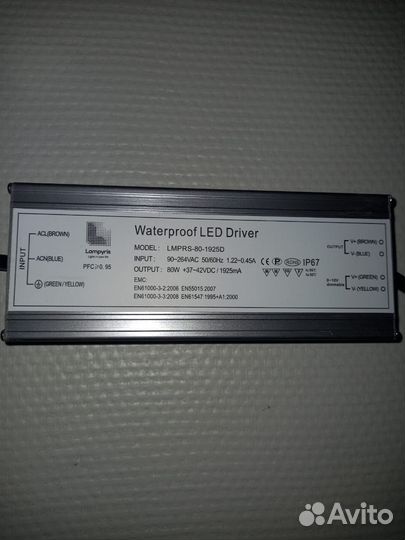 Waterproof LED Driver
MODEL: LMPRS-80-1925D
INPUT: 90~264VAC 50/60Hz 1.22~0.45A
OUTPUT: 80W +37~42VDC / 1925mA
EMC:
EN61000-3-2:2006 EN55015:2007
EN61000-3-3:2008 EN61547:1995+A1:2000
IP67
INPUT
ACL(BROWN)
ACN(BLUE)
(GREEN / YELLOW)
Lampyris
PFC≥0.95
OUTPUT
V+ (BROWN)
V- (BLUE)
0~10V
dimmable
V+ (GREEN)
V- (YELLOW)
Avito